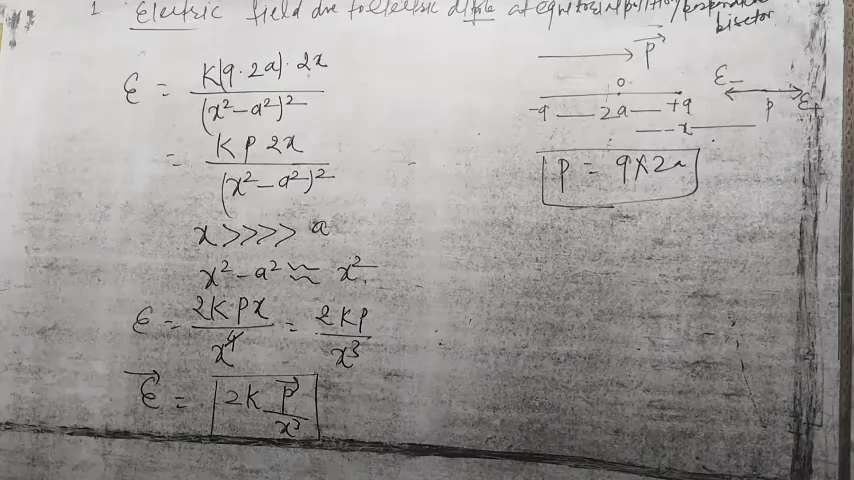 1 Electric field due to electric dipole at equitorial position/perpendicular
bisector
Ɛ = K(q·2a)·2x / (x²−a²)²
= K P 2x / (x²−a²)²
x >>>> a
x²−a² ≈ x²
Ɛ = 2KPx / x⁴ = 2KP / x³
Ɛ⃗ = 2K P⃗ / x³
P⃗
O
−q — 2a — +q
— x —
Ɛ− P Ɛ+
P = q×2a